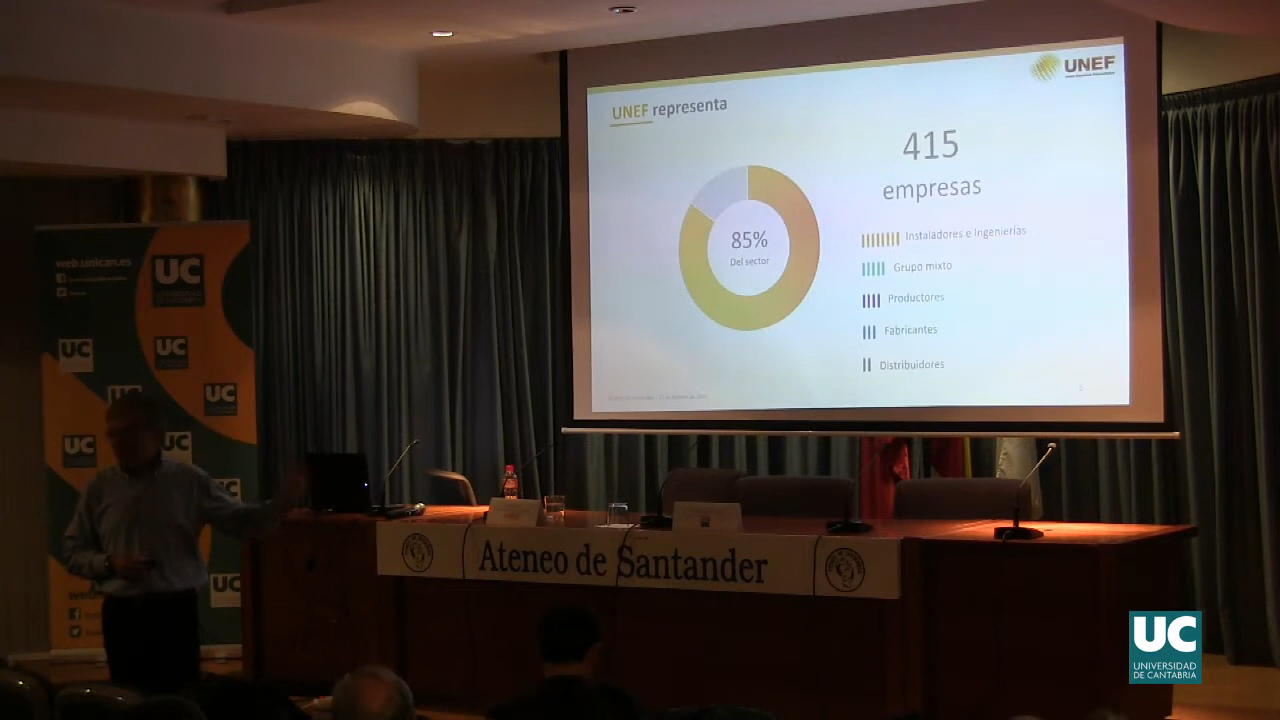 UNEF
UNEF representa
415
empresas
85%
Del sector
Instaladores e Ingenierías
Grupo mixto
Productores
Fabricantes
Distribuidores
web.unican.es
UC
UC
UC
UC
UC
UC
UC
UC
Ateneo de Santander
UC
UNIVERSIDAD
DE CANTABRIA